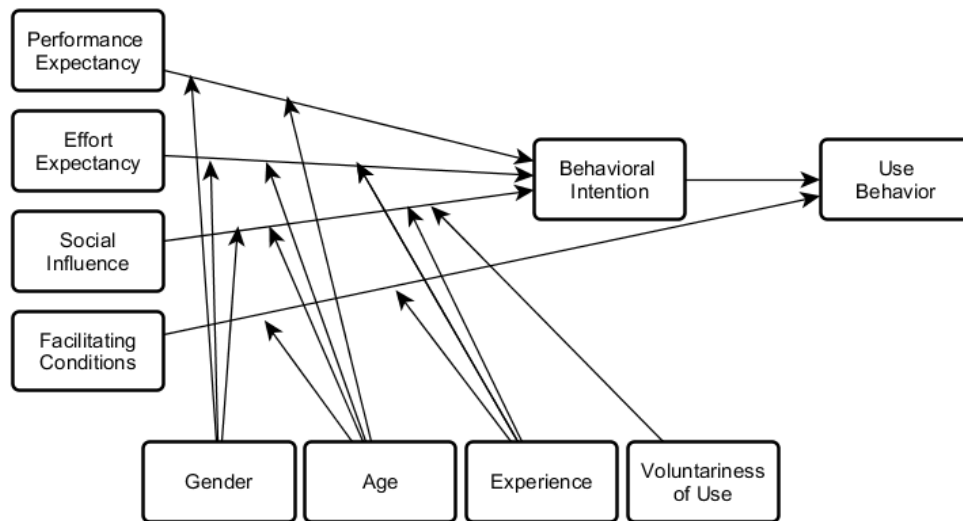 Performance
Expectancy
Effort
Expectancy
Social
Influence
Facilitating
Conditions
Behavioral
Intention
Use
Behavior
Gender
Age
Experience
Voluntariness
of Use